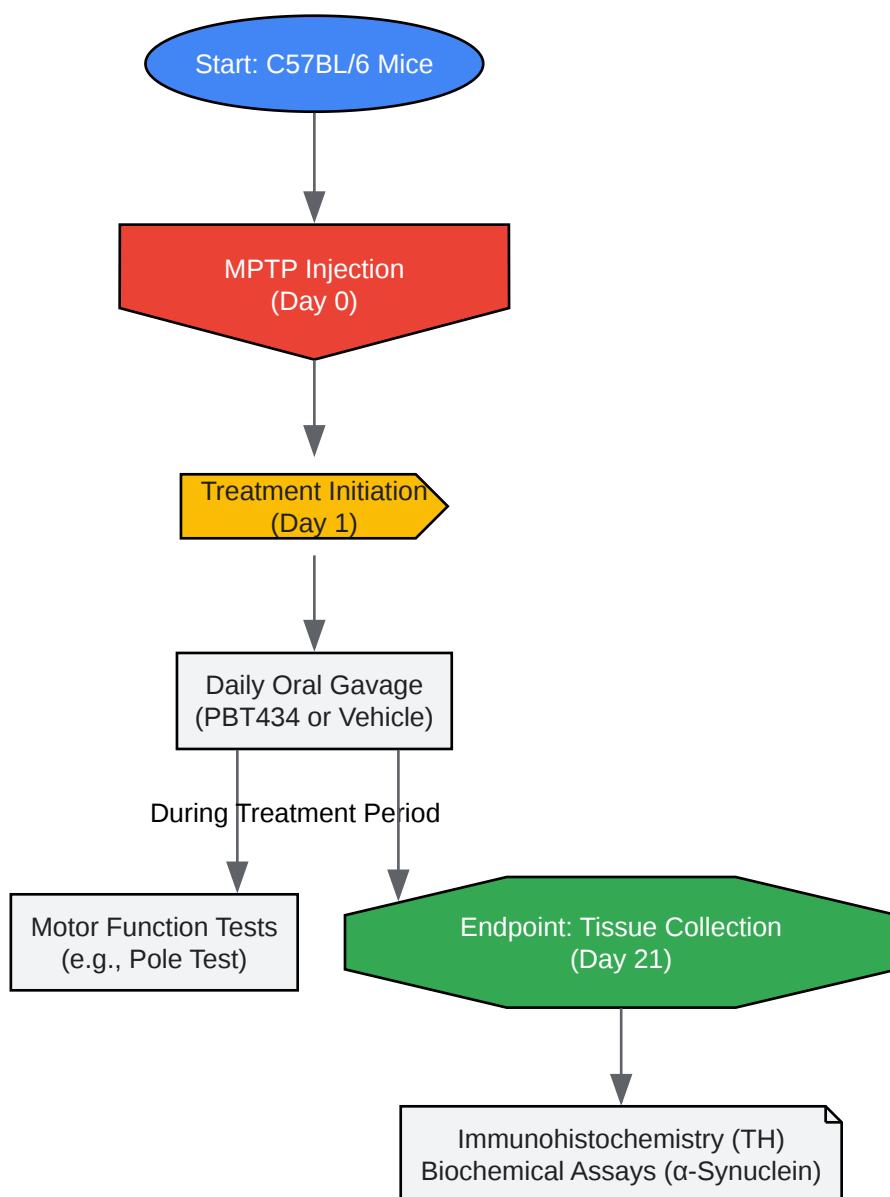 Start: C57BL/6 Mice
MPTP Injection
(Day 0)
Treatment Initiation
(Day 1)
Daily Oral Gavage
(PBT434 or Vehicle)
During Treatment Period
Motor Function Tests
(e.g., Pole Test)
Endpoint: Tissue Collection
(Day 21)
Immunohistochemistry (TH)
Biochemical Assays (α-Synuclein)